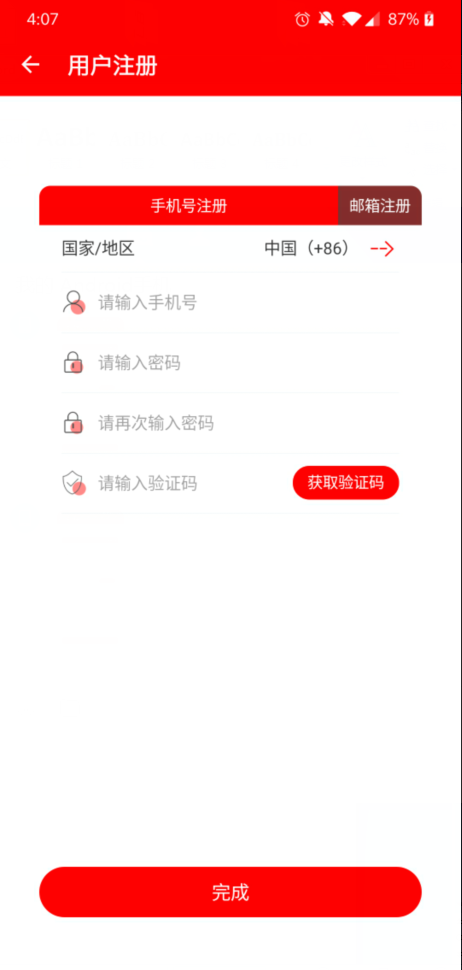 4:07 87%
用户注册
手机号注册 邮箱注册
国家/地区 中国（+86）
请输入手机号
请输入密码
请再次输入密码
请输入验证码 获取验证码
完成